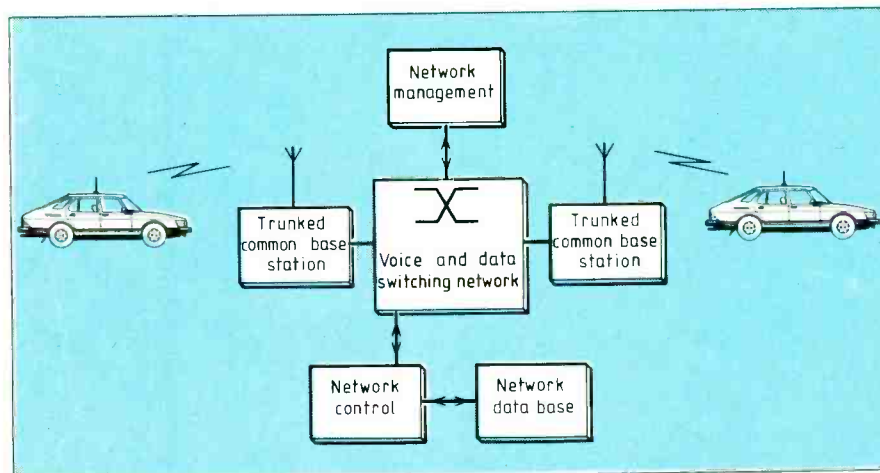 Network
management
Trunked
common base
station
Voice and data
switching network
Trunked
common base
station
Network
control
Network
data base